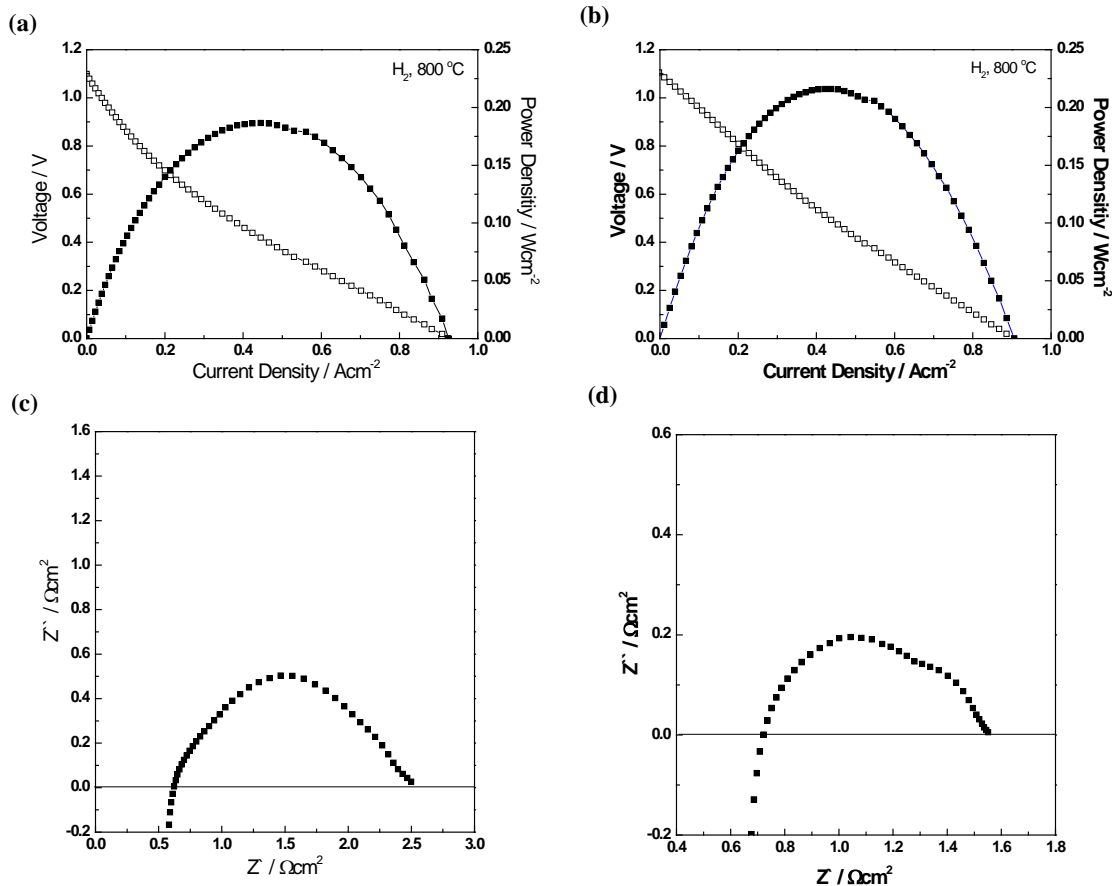 (a)
1.2
1.0
0.8
0.6
0.4
0.2
0.0
Voltage / V
H2, 800 °C
0.25
0.20
0.15
0.10
0.05
0.00
Power Densitiy / Wcm-2
0.0 0.2 0.4 0.6 0.8 1.0
Current Density / Acm-2
(b)
1.2
1.0
0.8
0.6
0.4
0.2
0.0
Voltage / V
H2, 800 °C
0.25
0.20
0.15
0.10
0.05
0.00
Power Densitiy / Wcm-2
0.0 0.2 0.4 0.6 0.8 1.0
Current Density / Acm-2
(c)
1.6
1.4
1.2
1.0
0.8
0.6
0.4
0.2
0.0
-0.2
Z`` / Ωcm2
0.0 0.5 1.0 1.5 2.0 2.5 3.0
Z` / Ωcm2
(d)
0.6
0.4
0.2
0.0
-0.2
Z`` / Ωcm2
0.4 0.6 0.8 1.0 1.2 1.4 1.6 1.8
Z` / Ωcm2